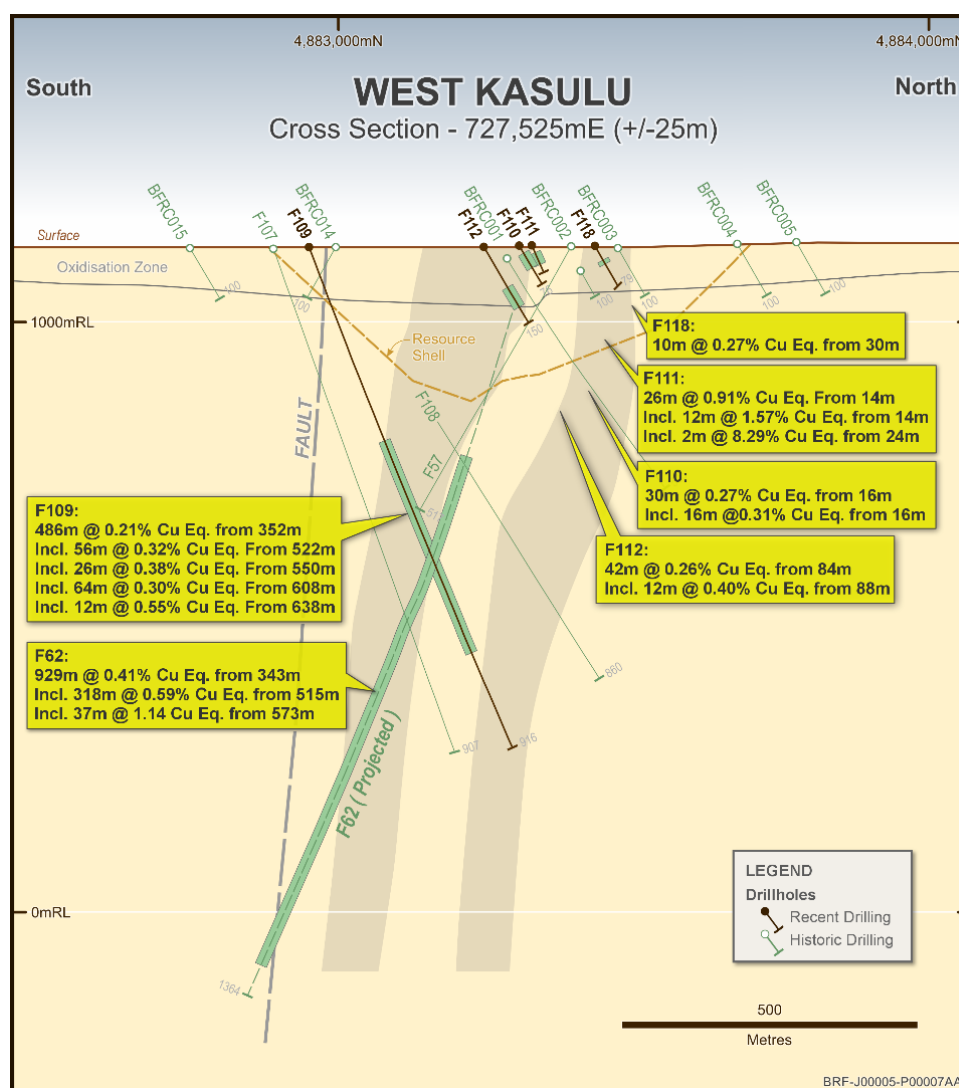 4,883,000mN
4,884,000mN
South
WEST KASULU
North
Cross Section - 727,525mE (+/-25m)
BFRC015
F107
F109
BFRC014
F112
BFRC001
F110
F111
BFRC002
F118
BFRC003
BFRC004
BFRC005
Surface
Oxidisation Zone
100
100
75
150
100
79
100
100
100
1000mRL
Resource
Shell
FAULT
F108
F57
F118:
10m @ 0.27% Cu Eq. from 30m
F111:
26m @ 0.91% Cu Eq. From 14m
Incl. 12m @ 1.57% Cu Eq. from 14m
Incl. 2m @ 8.29% Cu Eq. from 24m
F110:
30m @ 0.27% Cu Eq. from 16m
Incl. 16m @0.31% Cu Eq. from 16m
F112:
42m @ 0.26% Cu Eq. from 84m
Incl. 12m @ 0.40% Cu Eq. from 88m
F109:
486m @ 0.21% Cu Eq. from 352m
Incl. 56m @ 0.32% Cu Eq. From 522m
Incl. 26m @ 0.38% Cu Eq. From 550m
Incl. 64m @ 0.30% Cu Eq. From 608m
Incl. 12m @ 0.55% Cu Eq. From 638m
F62:
929m @ 0.41% Cu Eq. from 343m
Incl. 318m @ 0.59% Cu Eq. from 515m
Incl. 37m @ 1.14 Cu Eq. from 573m
860
907
916
F62 ( Projected )
0mRL
1364
LEGEND
Drillholes
Recent Drilling
Historic Drilling
500
Metres
BRF-J00005-P00007AA